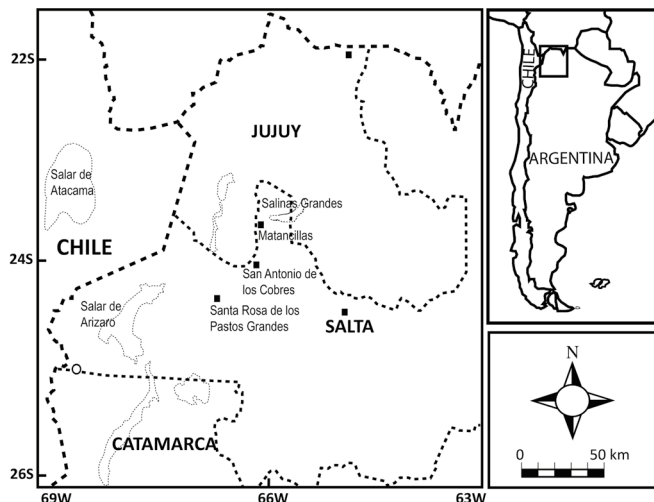 22S
JUJUY
Salar de
Atacama
Salinas Grandes
Matancillas
CHILE
24S
San Antonio de
los Cobres
Salar de
Arizaro
Santa Rosa de los
Pastos Grandes
SALTA
CATAMARCA
26S
69W
66W
63W
CHILE
ARGENTINA
N
0
50 km